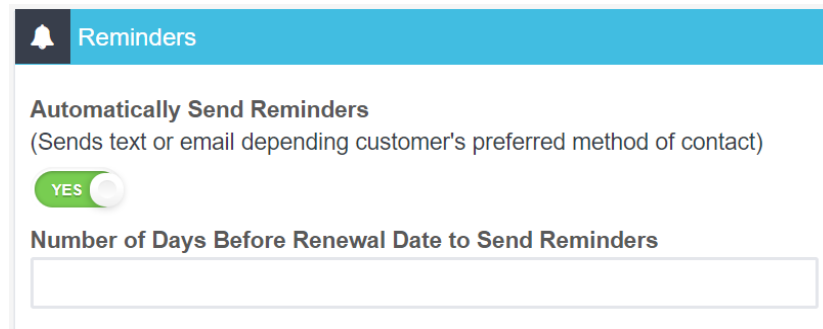 Reminders
Automatically Send Reminders
(Sends text or email depending customer's preferred method of contact)
YES
Number of Days Before Renewal Date to Send Reminders